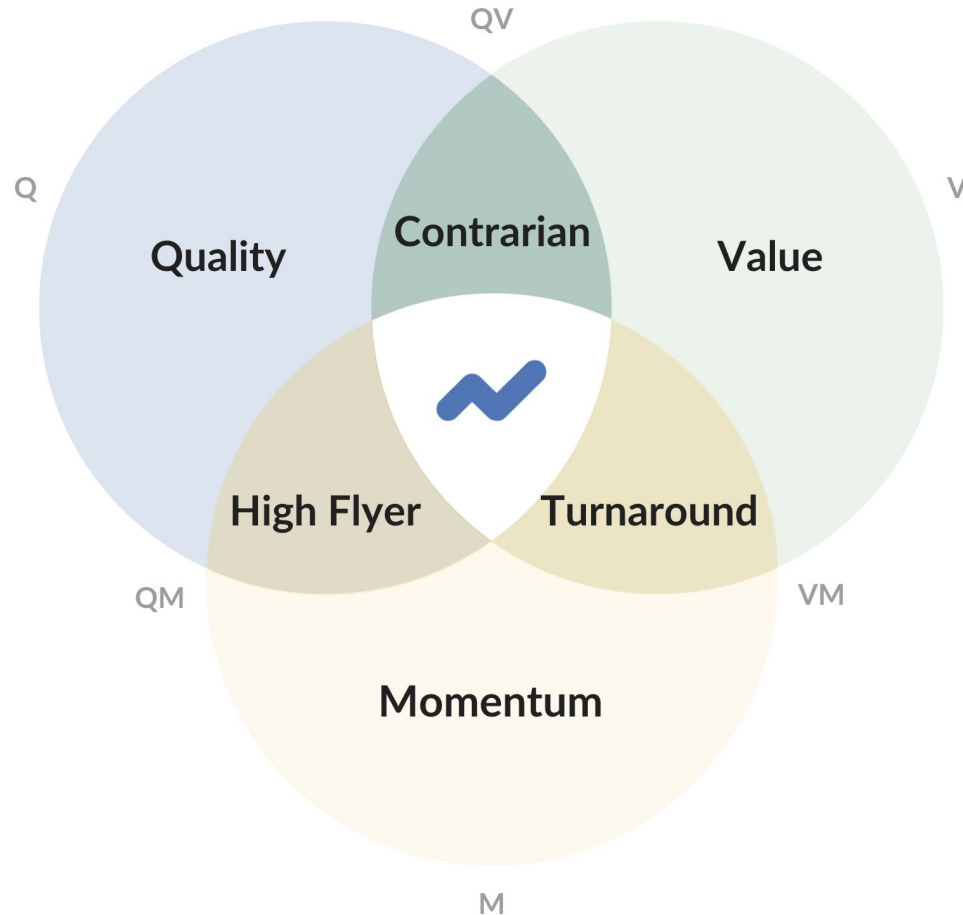 QV
Q
V
Contrarian
Quality
Value
High Flyer
Turnaround
QM
VM
Momentum
M